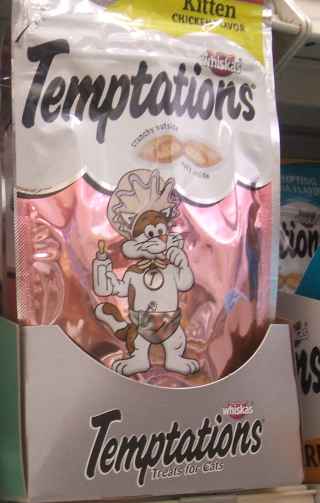 Kitten
CHICKEN FLAVOR
whiskas
Temptations
crunchy outside
soft inside
whiskas
Temptations
Treats for Cats